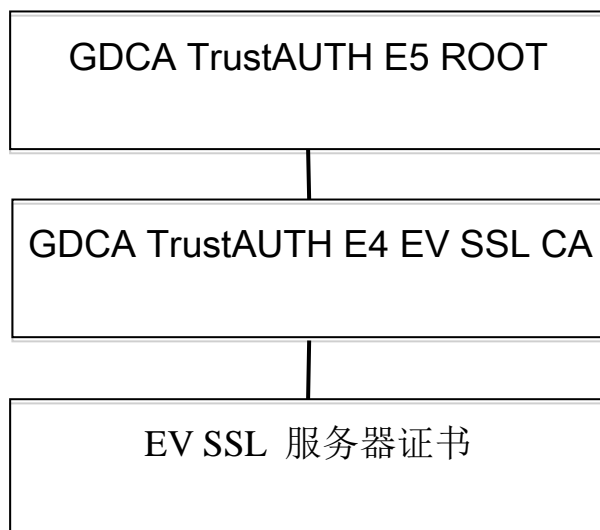 GDCA TrustAUTH E5 ROOT
GDCA TrustAUTH E4 EV SSL CA
EV SSL 服务器证书